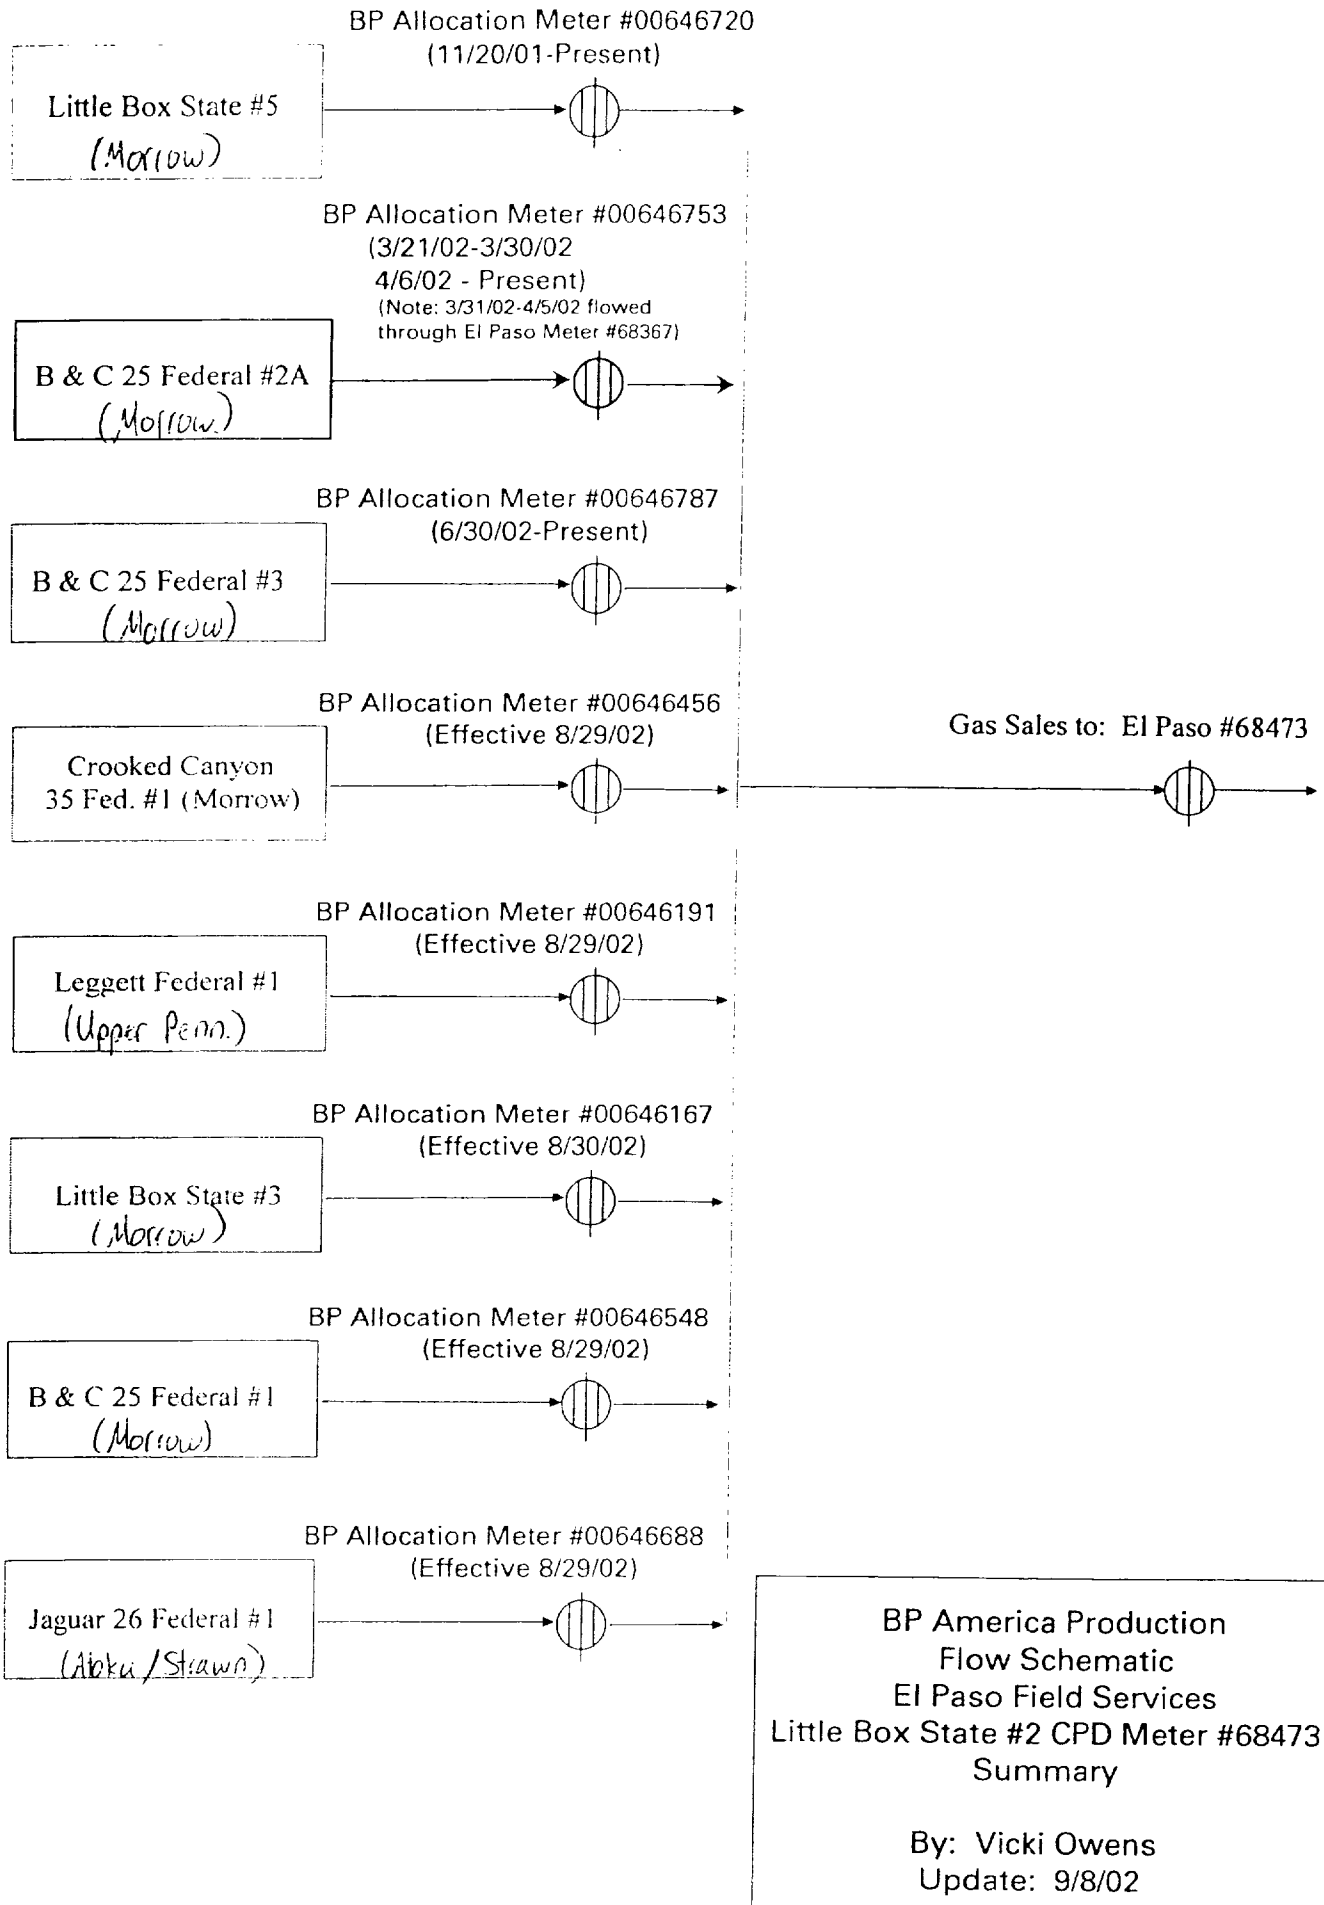 BP Allocation Meter #00646720
(11/20/01-Present)
Little Box State #5
(Morrow)
BP Allocation Meter #00646753
(3/21/02-3/30/02
4/6/02 - Present)
(Note: 3/31/02-4/5/02 flowed
through El Paso Meter #68367)
B & C 25 Federal #2A
(Morrow.)
BP Allocation Meter #00646787
(6/30/02-Present)
B & C 25 Federal #3
(Morrow)
BP Allocation Meter #00646456
(Effective 8/29/02)
Crooked Canyon
35 Fed. #1 (Morrow)
Gas Sales to: El Paso #68473
BP Allocation Meter #00646191
(Effective 8/29/02)
Leggett Federal #1
(Upper Penn.)
BP Allocation Meter #00646167
(Effective 8/30/02)
Little Box State #3
(Morrow)
BP Allocation Meter #00646548
(Effective 8/29/02)
B & C 25 Federal #1
(Morrow)
BP Allocation Meter #00646688
(Effective 8/29/02)
Jaguar 26 Federal #1
(Atoka/Strawn)
BP America Production
Flow Schematic
El Paso Field Services
Little Box State #2 CPD Meter #68473
Summary
By: Vicki Owens
Update: 9/8/02